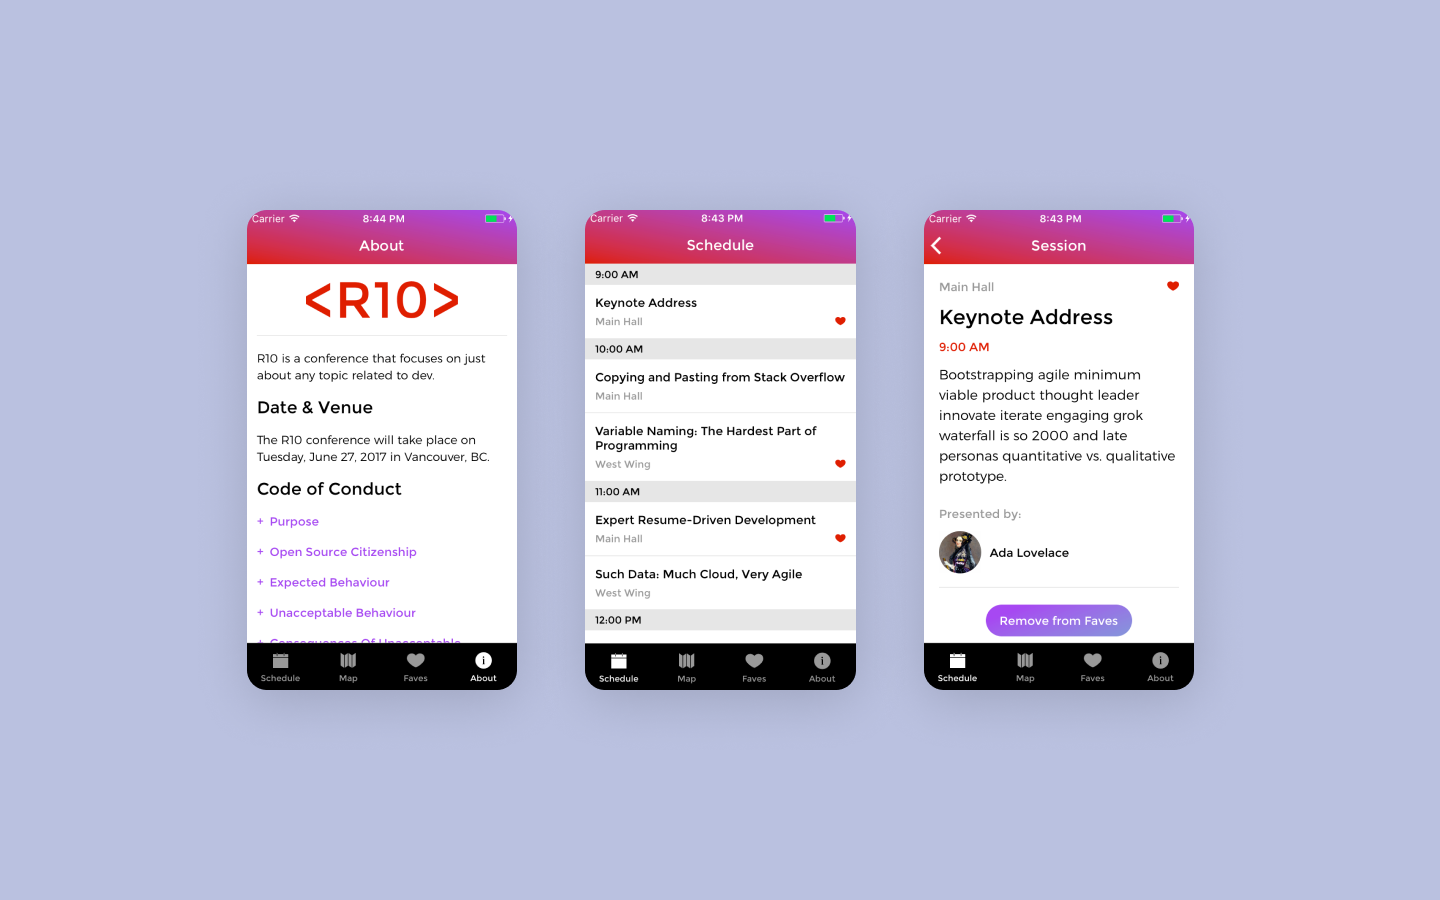 Carrier 8:44 PM
About
<R10>
R10 is a conference that focuses on just
about any topic related to dev.
Date & Venue
The R10 conference will take place on
Tuesday, June 27, 2017 in Vancouver, BC.
Code of Conduct
+ Purpose
+ Open Source Citizenship
+ Expected Behaviour
+ Unacceptable Behaviour
+ Consequences Of Unacceptable
Schedule Map Faves About
Carrier 8:43 PM
Schedule
9:00 AM
Keynote Address
Main Hall
10:00 AM
Copying and Pasting from Stack Overflow
Main Hall
Variable Naming: The Hardest Part of
Programming
West Wing
11:00 AM
Expert Resume-Driven Development
Main Hall
Such Data: Much Cloud, Very Agile
West Wing
12:00 PM
Schedule Map Faves About
Carrier 8:43 PM
Session
Main Hall
Keynote Address
9:00 AM
Bootstrapping agile minimum
viable product thought leader
innovate iterate engaging grok
waterfall is so 2000 and late
personas quantitative vs. qualitative
prototype.
Presented by:
Ada Lovelace
Remove from Faves
Schedule Map Faves About